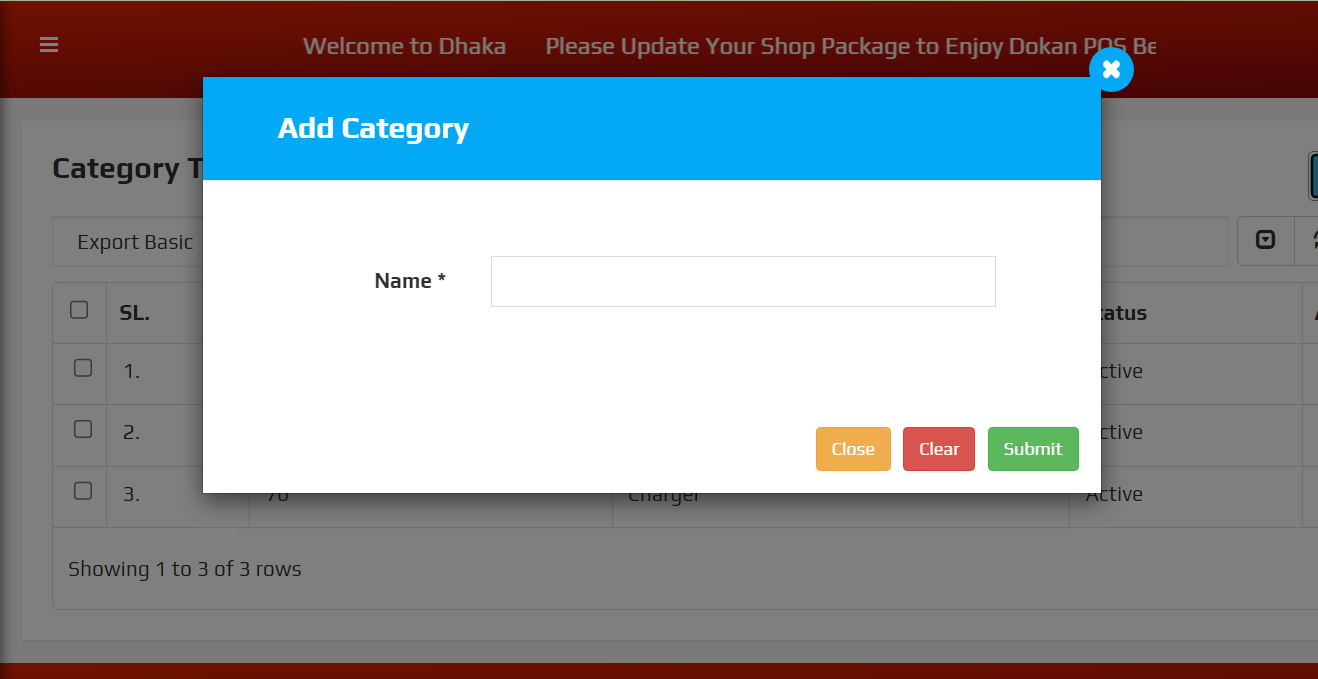 Welcome to Dhaka Please Update Your Shop Package to Enjoy Dokan POS Be
Add Category
Category T
Export Basic
Name *
SL.
tatus
1.
ctive
2.
ctive
Close Clear Submit
3. 70 Charger Active
Showing 1 to 3 of 3 rows